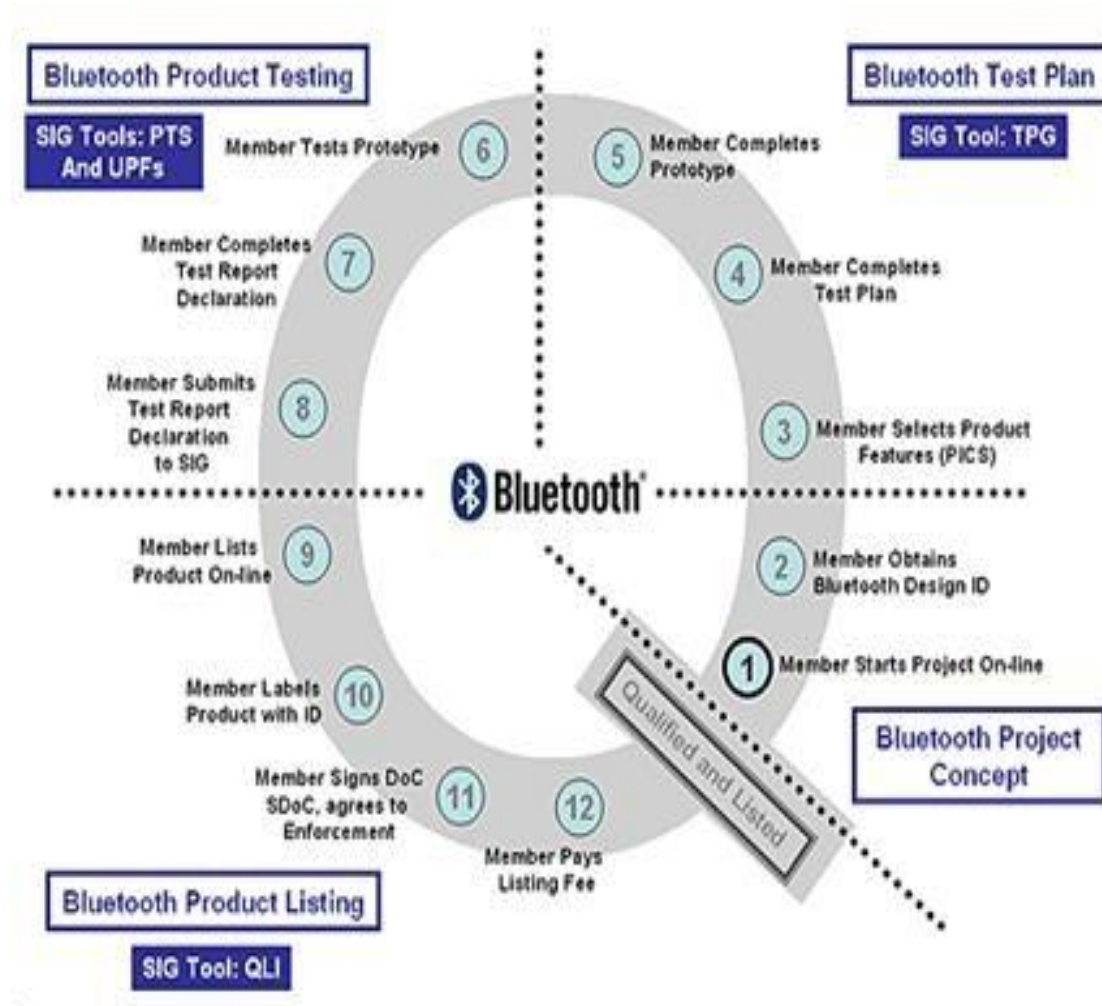 Bluetooth Product Testing
SIG Tools: PTS
And UPFs
Bluetooth Test Plan
SIG Tool: TPG
Member Tests Prototype
6
5
Member Completes
Prototype
Member Completes
Test Report
Declaration
7
4
Member Completes
Test Plan
Member Submits
Test Report
Declaration
to SIG
8
3
Member Selects Product
Features (PICS)
Bluetooth®
Member Lists
Product On-line
9
2
Member Obtains
Bluetooth Design ID
1
Member Starts Project On-line
Member Labels
Product with ID
10
Qualified and Listed
Bluetooth Project
Concept
Member Signs DoC
SDoC, agrees to
Enforcement
11
12
Member Pays
Listing Fee
Bluetooth Product Listing
SIG Tool: QLI